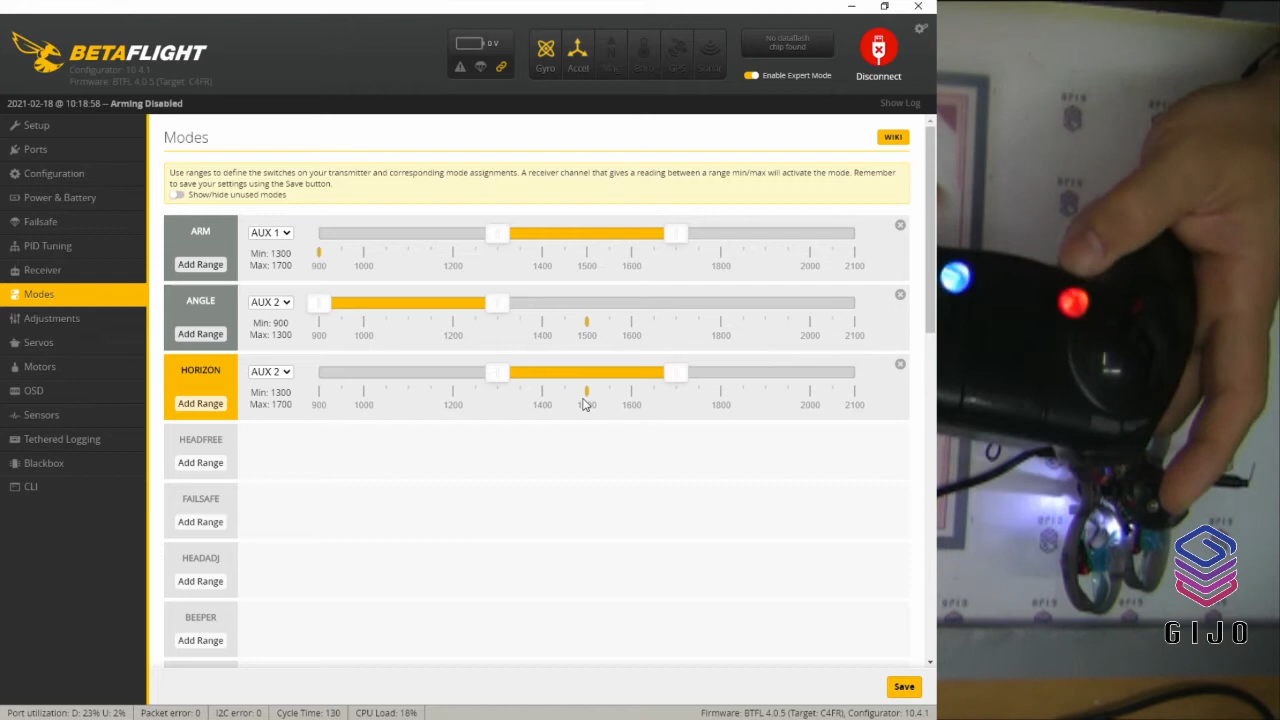 BETAFLIGHT
Configurator: 10.4.1
Firmware: BTFL 4.0.5 (Target: C4FR)
0 V
Gyro
Accel
Mag
Baro
GPS
Sonar
No dataflash
chip found
Enable Expert Mode
Disconnect
2021-02-18 @ 10:18:58 -- Arming Disabled
Show Log
Setup
Ports
Configuration
Power & Battery
Failsafe
PID Tuning
Receiver
Modes
Adjustments
Servos
Motors
OSD
Sensors
Tethered Logging
Blackbox
CLI
Modes
WIKI
Use ranges to define the switches on your transmitter and corresponding mode assignments. A receiver channel that gives a reading between a range min/max will activate the mode. Remember
to save your settings using the Save button.
Show/hide unused modes
ARM
Add Range
AUX 1
Min: 1300
Max: 1700
900 1000 1200 1400 1500 1600 1800 2000 2100
ANGLE
Add Range
AUX 2
Min: 900
Max: 1300
900 1000 1200 1400 1500 1600 1800 2000 2100
HORIZON
Add Range
AUX 2
Min: 1300
Max: 1700
900 1000 1200 1400 1500 1600 1800 2000 2100
HEADFREE
Add Range
FAILSAFE
Add Range
HEADADJ
Add Range
BEEPER
Add Range
Save
Port utilization: D: 23% U: 2% Packet error: 0 I2C error: 0 Cycle Time: 130 CPU Load: 18% Firmware: BTFL 4.0.5 (Target: C4FR), Configurator: 10.4.1
GIJO